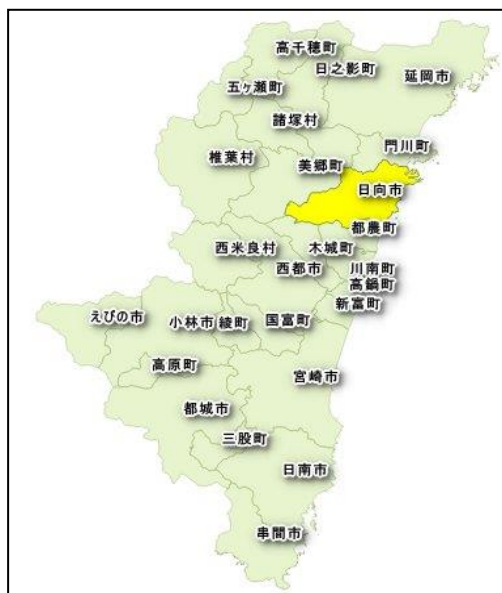 高千穂町
日之影町
延岡市
五ヶ瀬町
諸塚村
門川町
椎葉村
美郷町
日向市
都農町
西米良村
木城町
西都市
川南町
高鍋町
新富町
えびの市
小林市
綾町
国富町
高原町
宮崎市
都城市
三股町
日南市
串間市